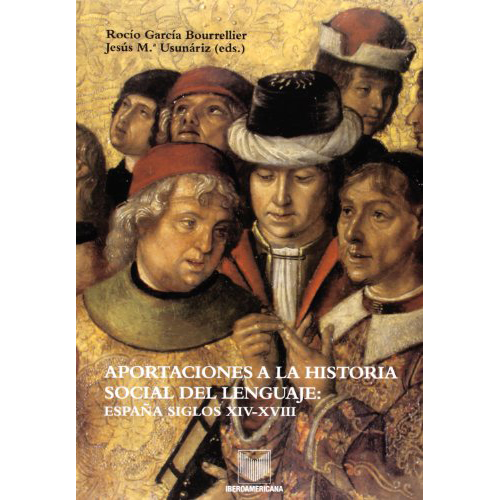 Rocío García Bourrellier
Jesús M.ª Usunáriz (eds.)
APORTACIONES A LA HISTORIA
SOCIAL DEL LENGUAJE:
ESPAÑA SIGLOS XIV-XVIII
IBEROAMERICANA